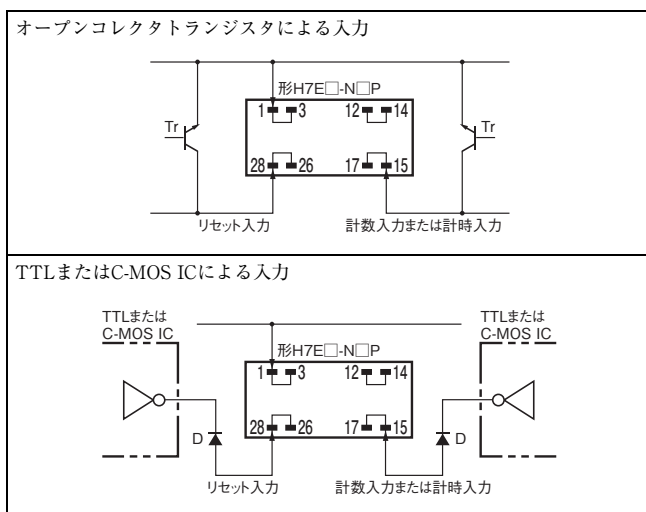 オープンコレクタトランジスタによる入力
形H7E□-N□P
1 3 12 14
Tr Tr
28 26 17 15
リセット入力 計数入力または計時入力
TTLまたはC-MOS ICによる入力
TTLまたは
C-MOS IC
TTLまたは
C-MOS IC
形H7E□-N□P
1 3 12 14
28 26 17 15
D D
リセット入力 計数入力または計時入力